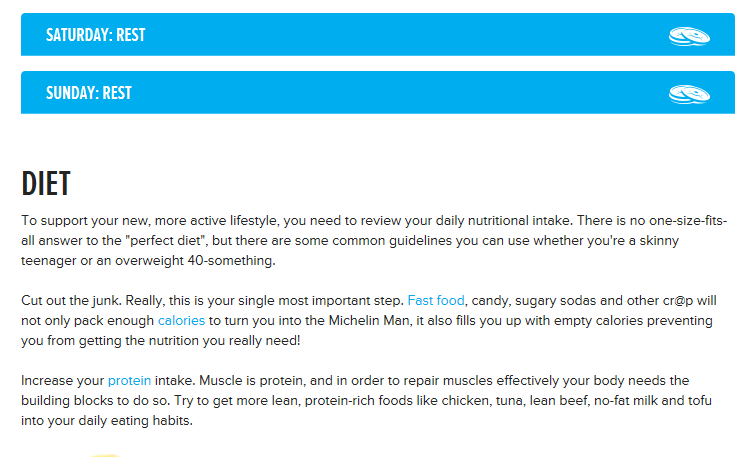 SATURDAY: REST
SUNDAY: REST
DIET
To support your new, more active lifestyle, you need to review your daily nutritional intake. There is no one-size-fits-
all answer to the "perfect diet", but there are some common guidelines you can use whether you're a skinny
teenager or an overweight 40-something.
Cut out the junk. Really, this is your single most important step. Fast food, candy, sugary sodas and other cr@p will
not only pack enough calories to turn you into the Michelin Man, it also fills you up with empty calories preventing
you from getting the nutrition you really need!
Increase your protein intake. Muscle is protein, and in order to repair muscles effectively your body needs the
building blocks to do so. Try to get more lean, protein-rich foods like chicken, tuna, lean beef, no-fat milk and tofu
into your daily eating habits.